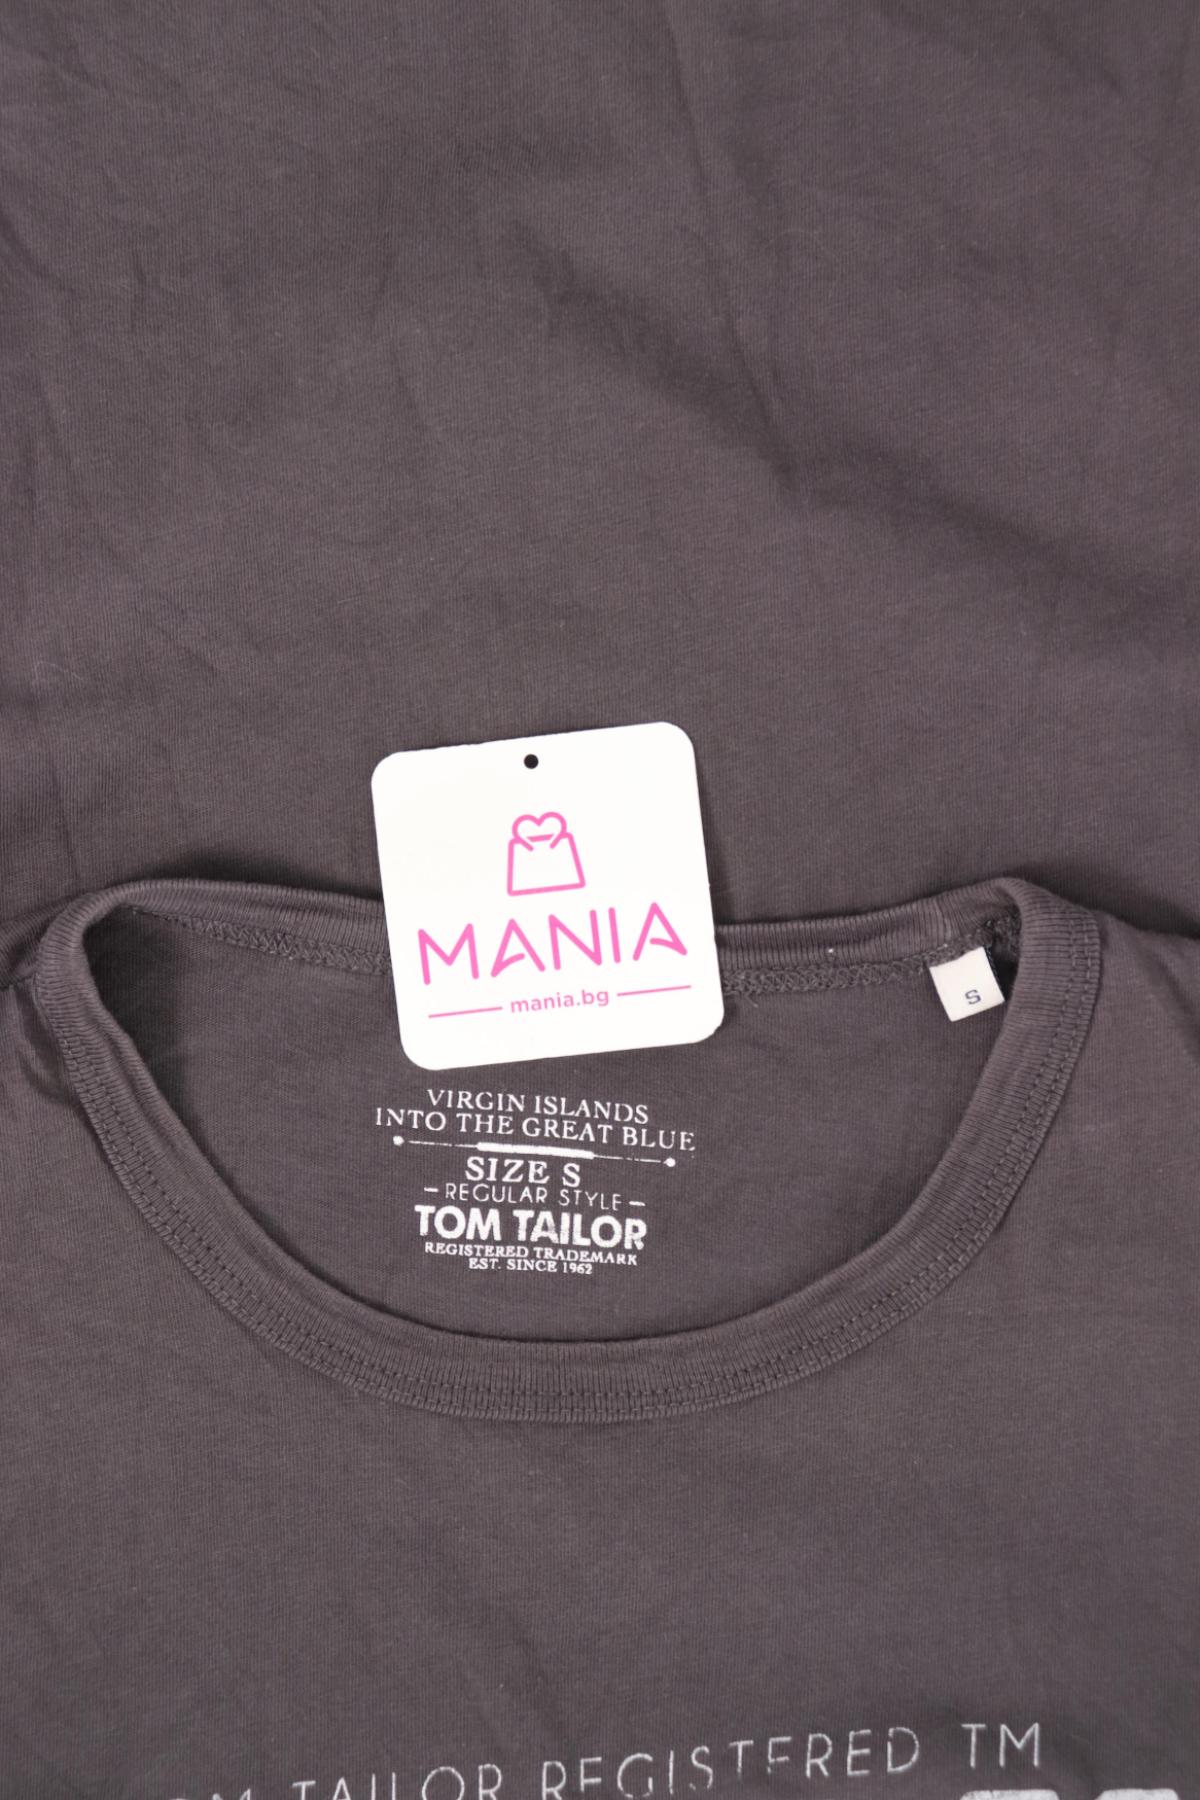 MANIA
mania.bg
S
VIRGIN ISLANDS
INTO THE GREAT BLUE
SIZE S
- REGULAR STYLE -
TOM TAILOR
REGISTERED TRADEMARK
EST. SINCE 1962
TAILOR REGISTERED TM